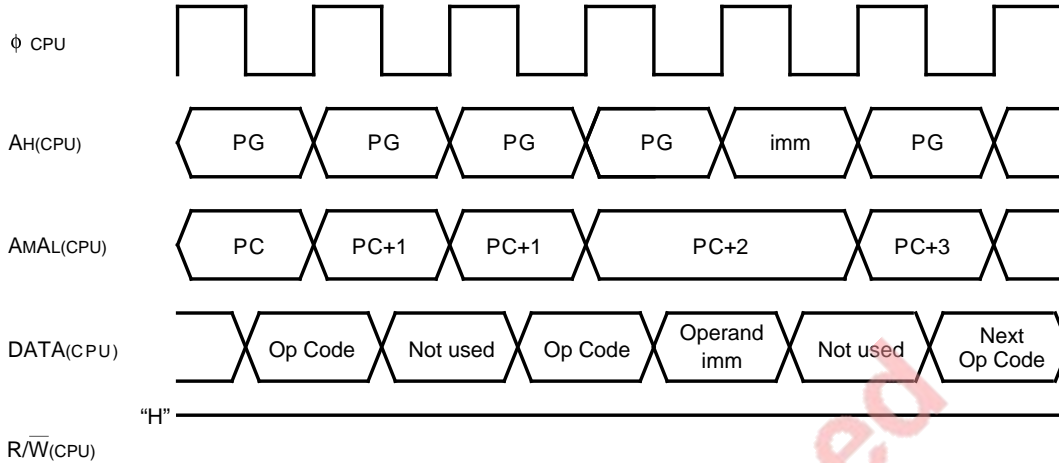 ϕ CPU
AH(CPU) PG PG PG PG imm PG
AMAL(CPU) PC PC+1 PC+1 PC+2 PC+3
DATA(CPU) Op Code Not used Op Code Operand imm Not used Next Op Code
“H”
R/W̅(CPU)